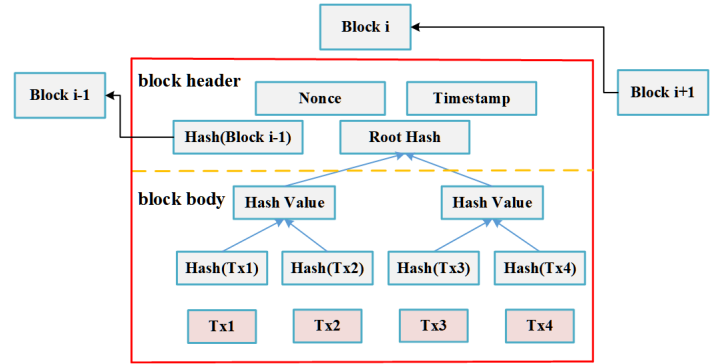 Block i
block header
Block i-1
Nonce
Timestamp
Block i+1
Hash(Block i-1)
Root Hash
block body
Hash Value
Hash Value
Hash(Tx1)
Hash(Tx2)
Hash(Tx3)
Hash(Tx4)
Tx1
Tx2
Tx3
Tx4